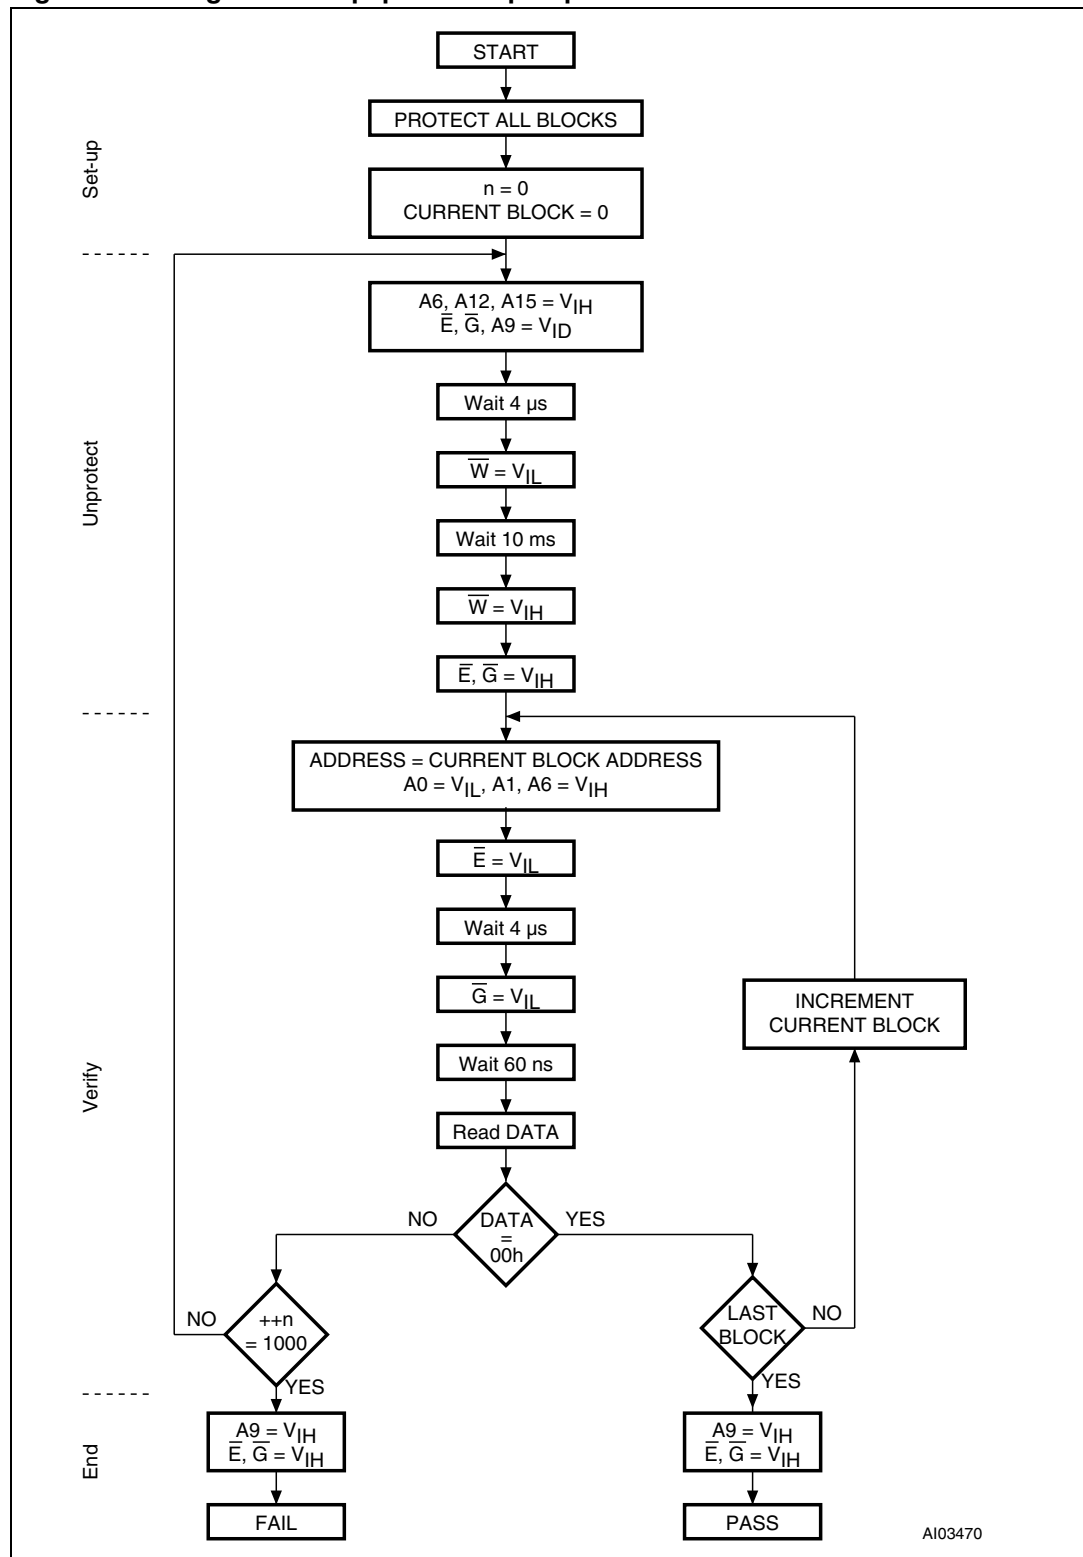 START
PROTECT ALL BLOCKS
Set-up
n = 0
CURRENT BLOCK = 0
A6, A12, A15 = VIH
E̅, G̅, A9 = VID
Wait 4 µs
W̅ = VIL
Unprotect
Wait 10 ms
W̅ = VIH
E̅, G̅ = VIH
ADDRESS = CURRENT BLOCK ADDRESS
A0 = VIL, A1, A6 = VIH
E̅ = VIL
Wait 4 µs
G̅ = VIL
INCREMENT
CURRENT BLOCK
Wait 60 ns
Verify
Read DATA
NO
DATA
=
00h
YES
NO
++n
= 1000
YES
LAST
BLOCK
NO
YES
End
A9 = VIH
E̅, G̅ = VIH
A9 = VIH
E̅, G̅ = VIH
FAIL
PASS
AI03470